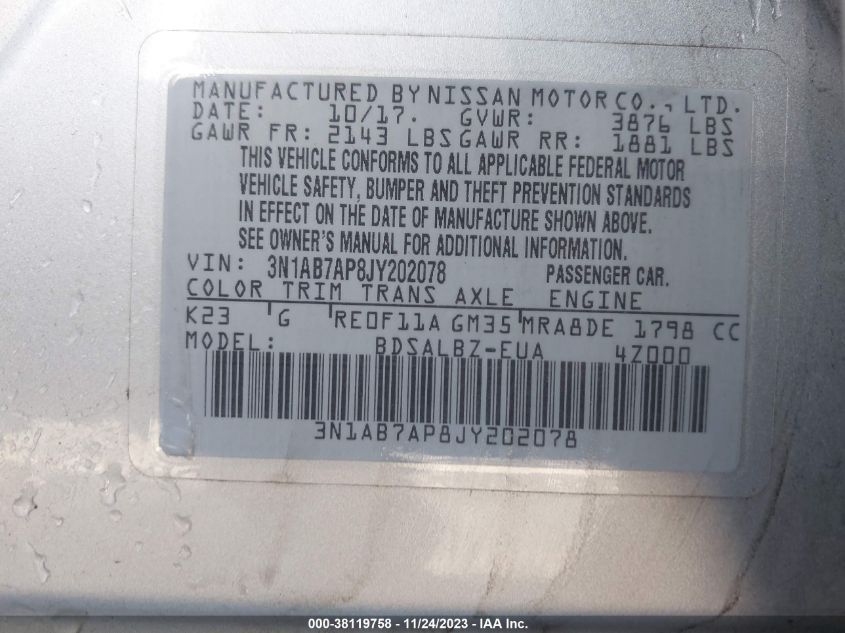 MANUFACTURED BY NISSAN MOTOR CO., LTD.
DATE: 10/17. GVWR: 3876 LBS
GAWR FR: 2143 LBS GAWR RR: 1881 LBS
THIS VEHICLE CONFORMS TO ALL APPLICABLE FEDERAL MOTOR
VEHICLE SAFETY, BUMPER AND THEFT PREVENTION STANDARDS
IN EFFECT ON THE DATE OF MANUFACTURE SHOWN ABOVE.
SEE OWNER'S MANUAL FOR ADDITIONAL INFORMATION.
VIN: 3N1AB7AP8JY202078 PASSENGER CAR.
COLOR TRIM TRANS AXLE ENGINE
K23 G RE0F11A GM35 MRA8DE 1798 CC
MODEL: BDSALBZ-EUA 4Z000
3N1AB7AP8JY202078
000-38119758 - 11/24/2023 - IAA Inc.